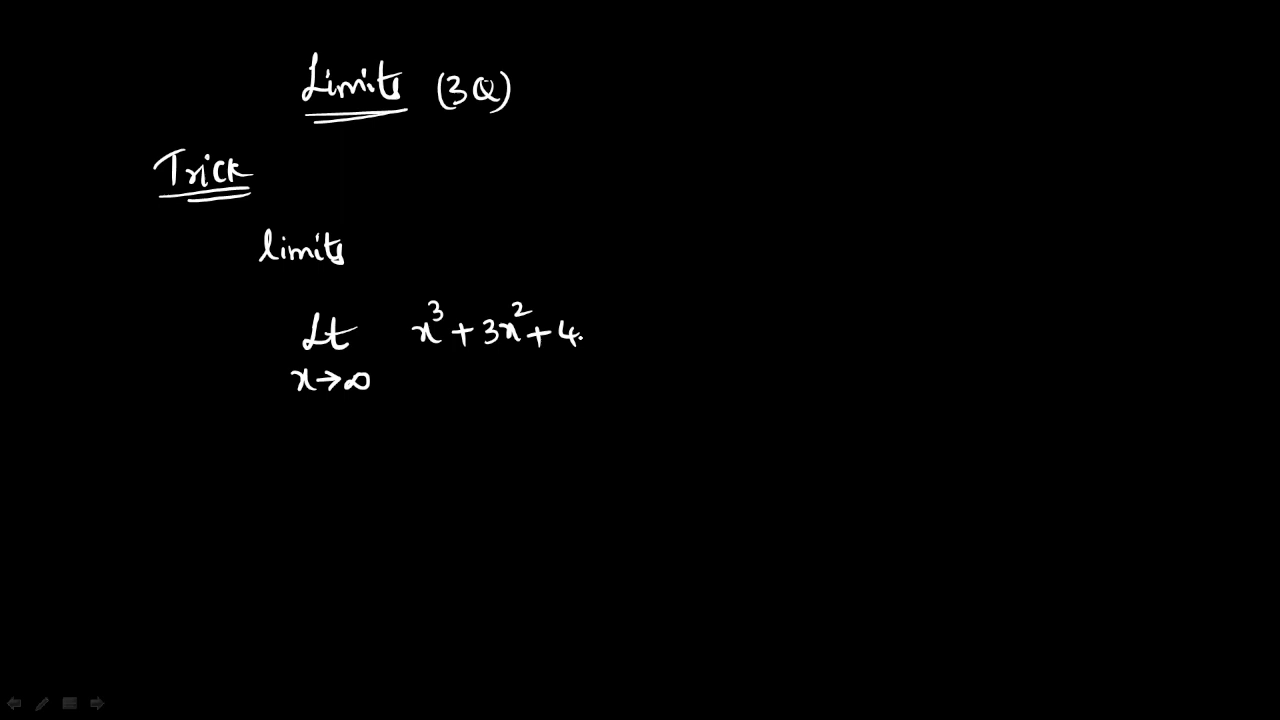 Limits (3Q)
Trick
limits
Lt x³ + 3x² + 4.
x→∞